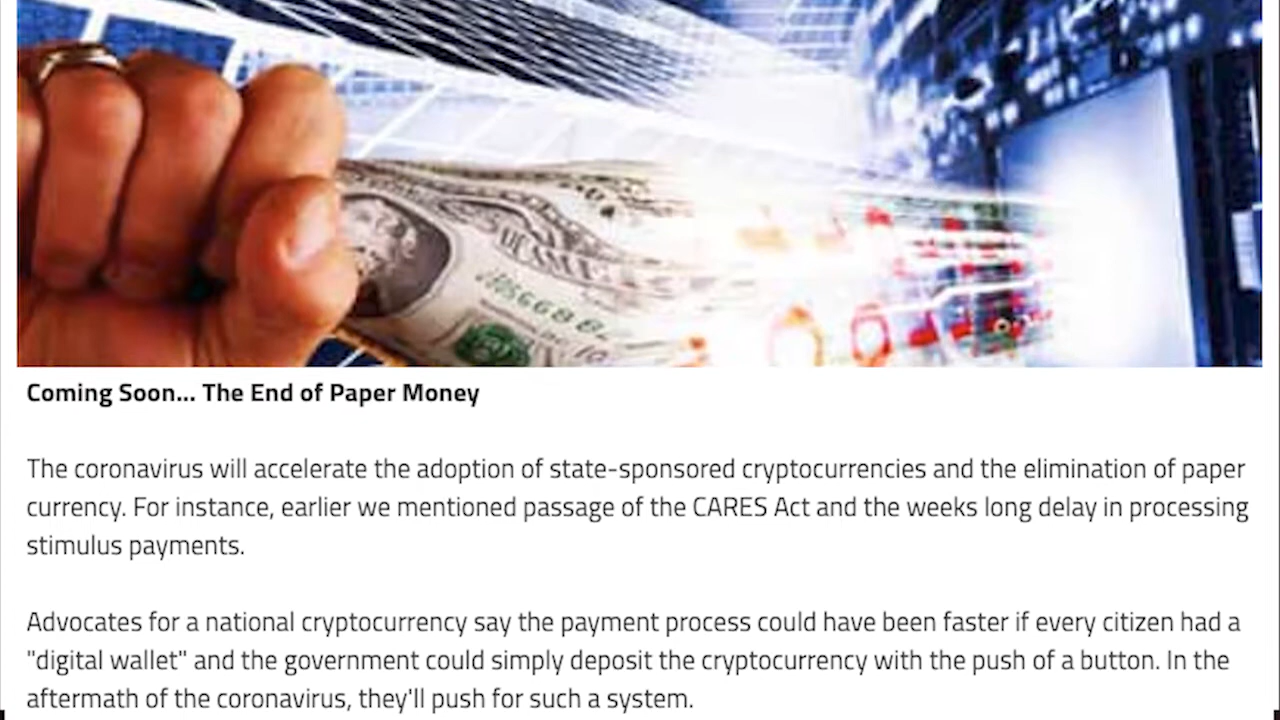 Coming Soon... The End of Paper Money
The coronavirus will accelerate the adoption of state-sponsored cryptocurrencies and the elimination of paper
currency. For instance, earlier we mentioned passage of the CARES Act and the weeks long delay in processing
stimulus payments.
Advocates for a national cryptocurrency say the payment process could have been faster if every citizen had a
"digital wallet" and the government could simply deposit the cryptocurrency with the push of a button. In the
aftermath of the coronavirus, they'll push for such a system.